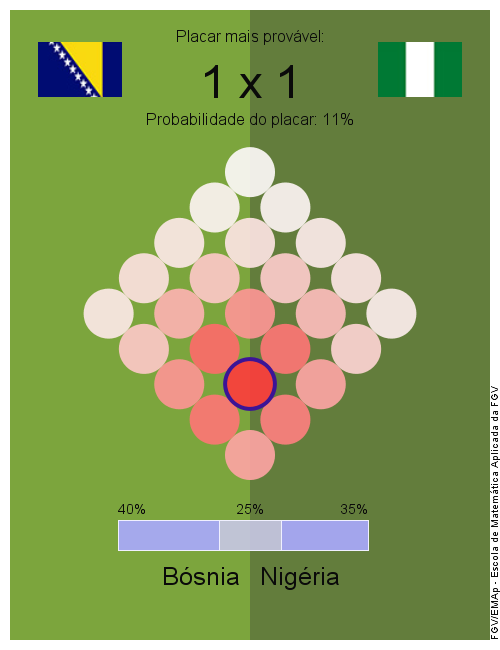 Placar mais provável:
1 x 1
Probabilidade do placar: 11%
40% 25% 35%
Bósnia Nigéria
FGV/EMAp - Escola de Matemática Aplicada da FGV